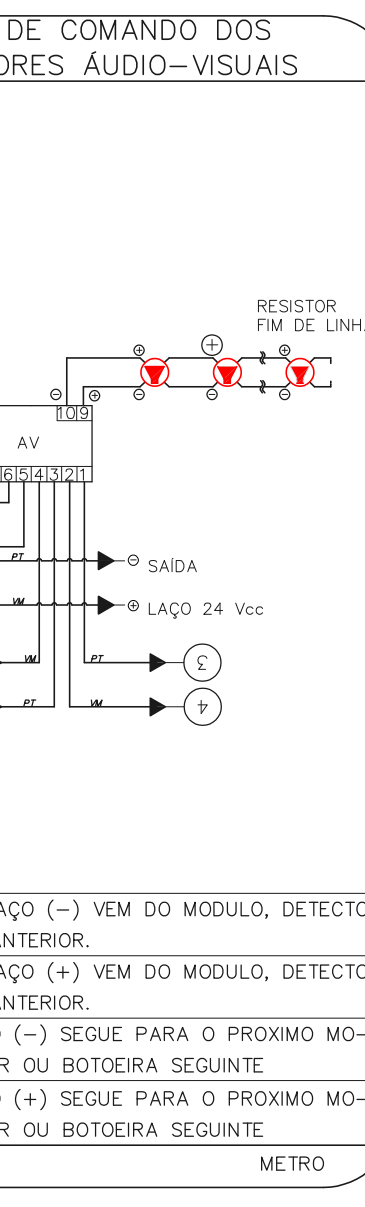 DE COMANDO DOS
ORES ÁUDIO-VISUAIS
RESISTOR
FIM DE LINH
10 9
AV
6 5 4 3 2 1
PT
SAÍDA
VM
LAÇO 24 Vcc
VM PT 3
PT VM 4
AÇO (-) VEM DO MODULO, DETECTO
ANTERIOR.
AÇO (+) VEM DO MODULO, DETECTO
ANTERIOR.
(-) SEGUE PARA O PROXIMO MO-
R OU BOTOEIRA SEGUINTE
(+) SEGUE PARA O PROXIMO MO-
R OU BOTOEIRA SEGUINTE
METRO